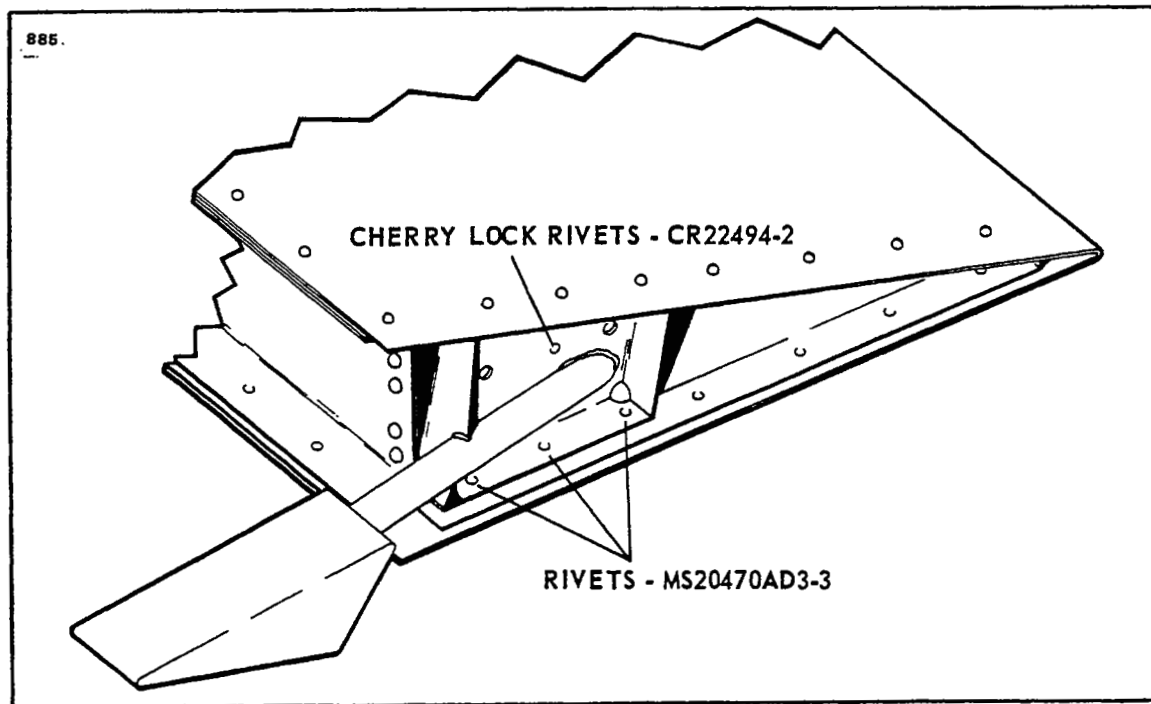 885.
CHERRY LOCK RIVETS - CR22494-2
RIVETS - MS20470AD3-3